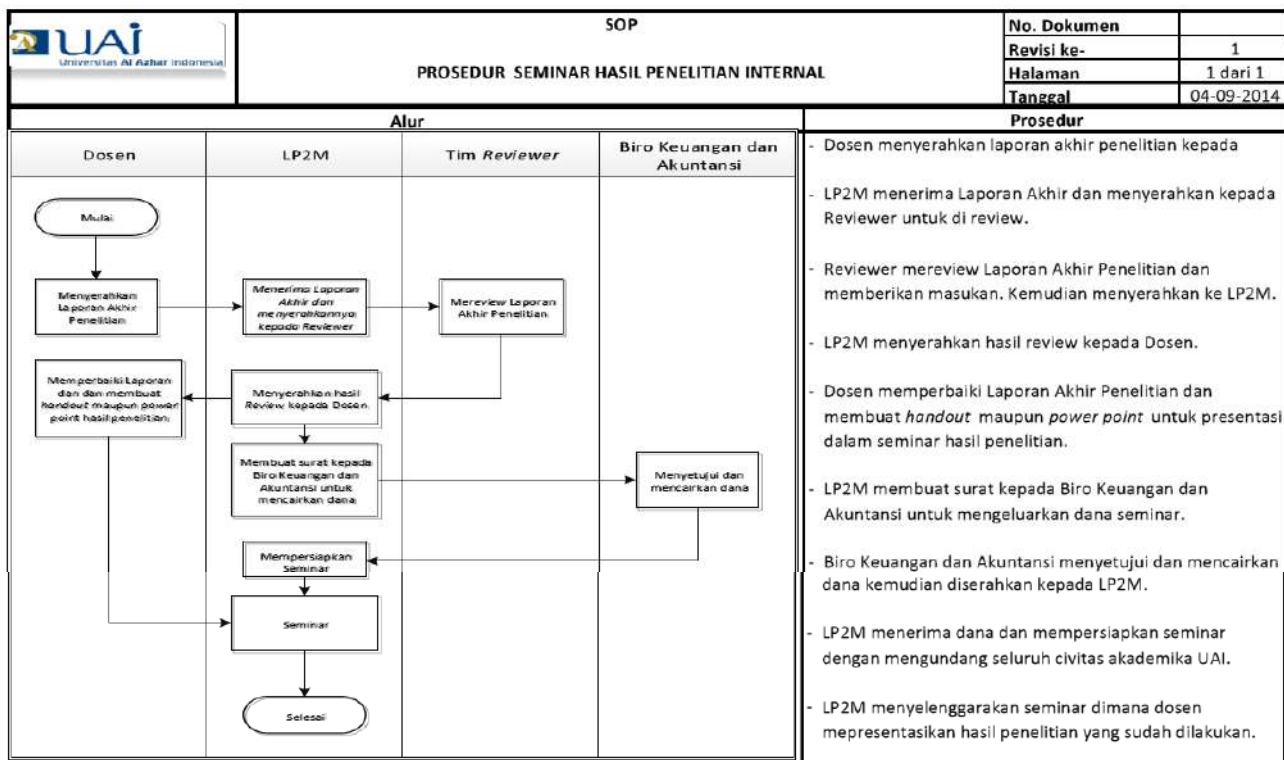 UAI
Universitas Al Azhar Indonesia
SOP
PROSEDUR SEMINAR HASIL PENELITIAN INTERNAL
No. Dokumen
Revisi ke- 1
Halaman 1 dari 1
Tanggal 04-09-2014
Alur
Prosedur
Dosen
LP2M
Tim Reviewer
Biro Keuangan dan
Akuntansi
Mulai
Menyerahkan
Laporan Akhir
Penelitian
Menerima Laporan
Akhir dan
menyerahkannya
kepada Reviewer
Mereview Laporan
Akhir Penelitian
Memperbaiki Laporan
dan dan membuat
handout maupun power
point hasil penelitian
Menyerahkan hasil
Review kepada Dosen
Membuat surat kepada
Biro Keuangan dan
Akuntansi untuk
mencairkan dana
Menyetujui dan
mencairkan dana
Mempersiapkan
Seminar
Seminar
Selesai
- Dosen menyerahkan laporan akhir penelitian kepada
- LP2M menerima Laporan Akhir dan menyerahkan kepada
Reviewer untuk di review.
- Reviewer mereview Laporan Akhir Penelitian dan
memberikan masukan. Kemudian menyerahkan ke LP2M.
- LP2M menyerahkan hasil review kepada Dosen.
- Dosen memperbaiki Laporan Akhir Penelitian dan
membuat handout maupun power point untuk presentasi
dalam seminar hasil penelitian.
- LP2M membuat surat kepada Biro Keuangan dan
Akuntansi untuk mengeluarkan dana seminar.
- Biro Keuangan dan Akuntansi menyetujui dan mencairkan
dana kemudian diserahkan kepada LP2M.
- LP2M menerima dana dan mempersiapkan seminar
dengan mengundang seluruh civitas akademika UAI.
- LP2M menyelenggarakan seminar dimana dosen
mepresentasikan hasil penelitian yang sudah dilakukan.